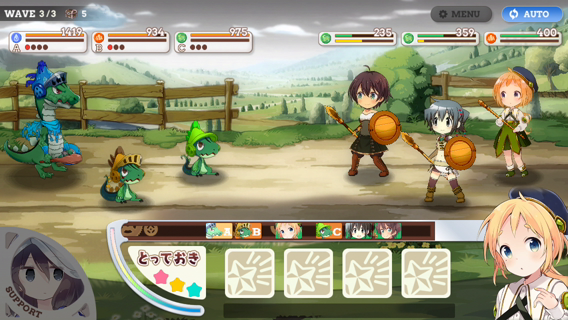 WAVE 3/3
5
MENU
AUTO
1419
934
975
235
359
400
A
B
C
A
B
C
とっておき
SUPPORT